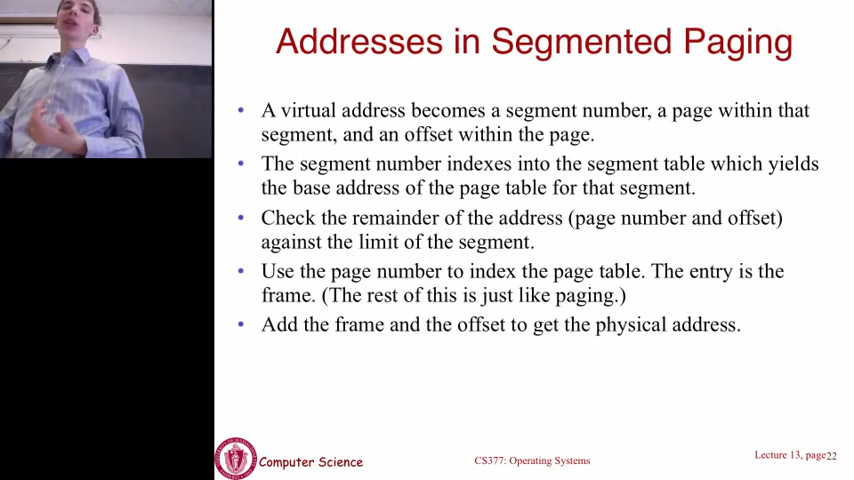 Addresses in Segmented Paging
• A virtual address becomes a segment number, a page within that
segment, and an offset within the page.
• The segment number indexes into the segment table which yields
the base address of the page table for that segment.
• Check the remainder of the address (page number and offset)
against the limit of the segment.
• Use the page number to index the page table. The entry is the
frame. (The rest of this is just like paging.)
• Add the frame and the offset to get the physical address.
Computer Science
CS377: Operating Systems
Lecture 13, page22